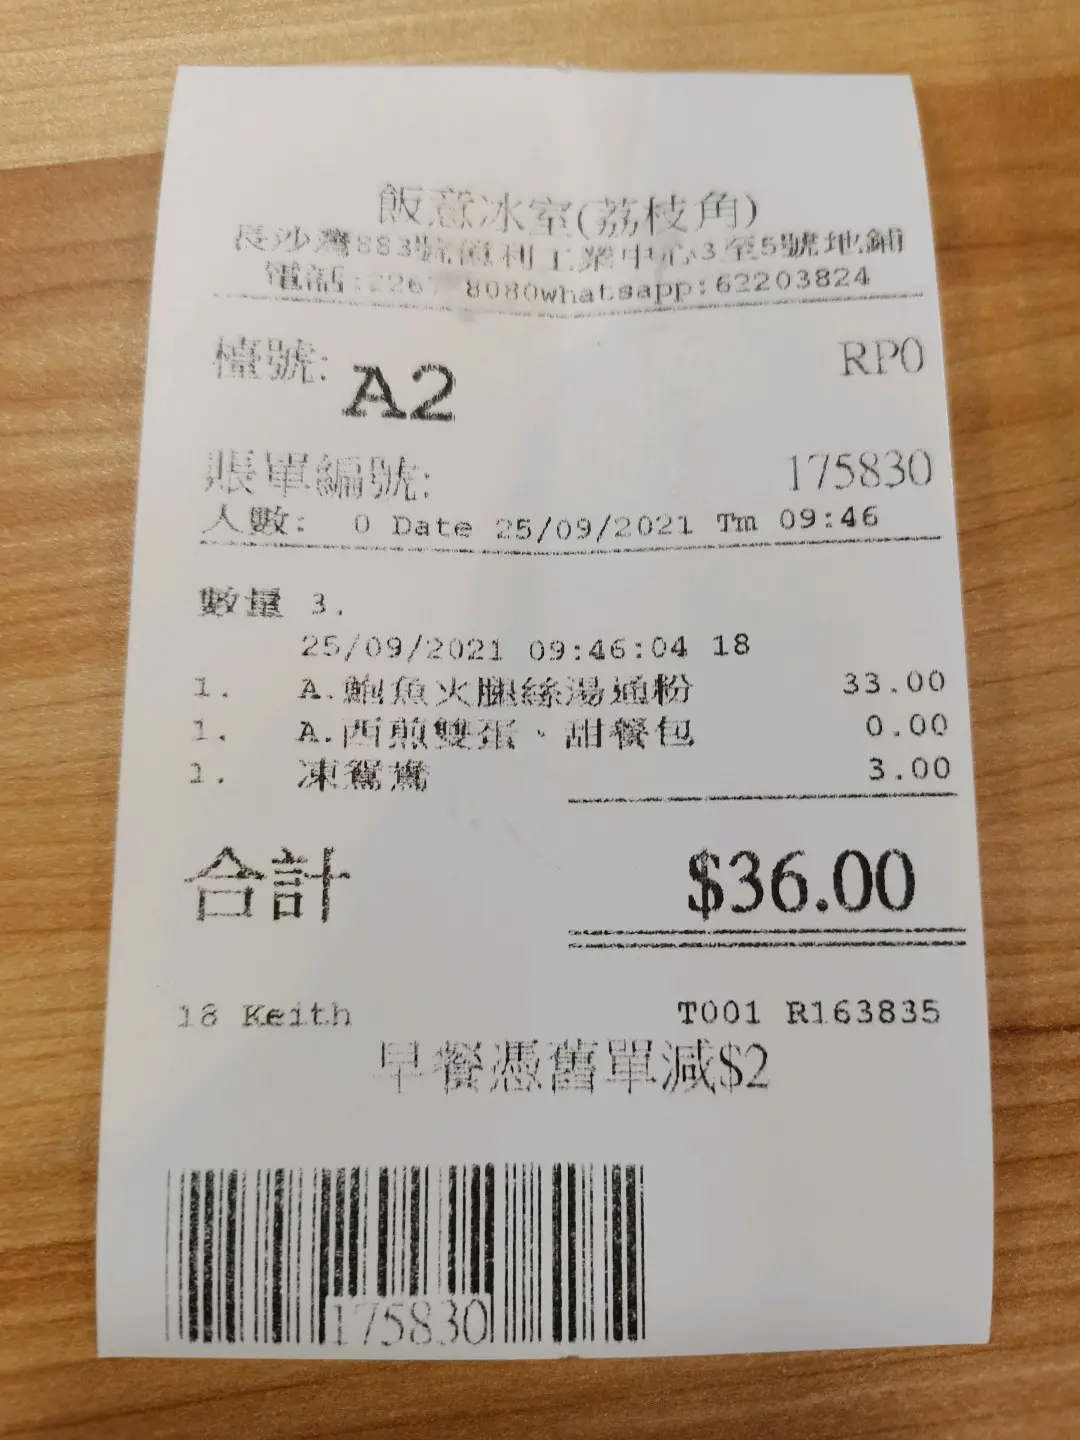 飯意冰室(荔枝角)
長沙灣883號億利工業中心3至5號地鋪
電話: 8080whatsapp:62203824
檯號: A2 RP0
賬單編號: 175830
人數: 0 Date 25/09/2021 Tm 09:46
數量 3.
25/09/2021 09:46:04 18
1. A.鮑魚火腿絲湯通粉 33.00
1. A.西煎雙蛋、甜餐包 0.00
1. 凍鴛鴦 3.00
合計 $36.00
18 Keith T001 R163835
早餐憑舊單減$2
175830